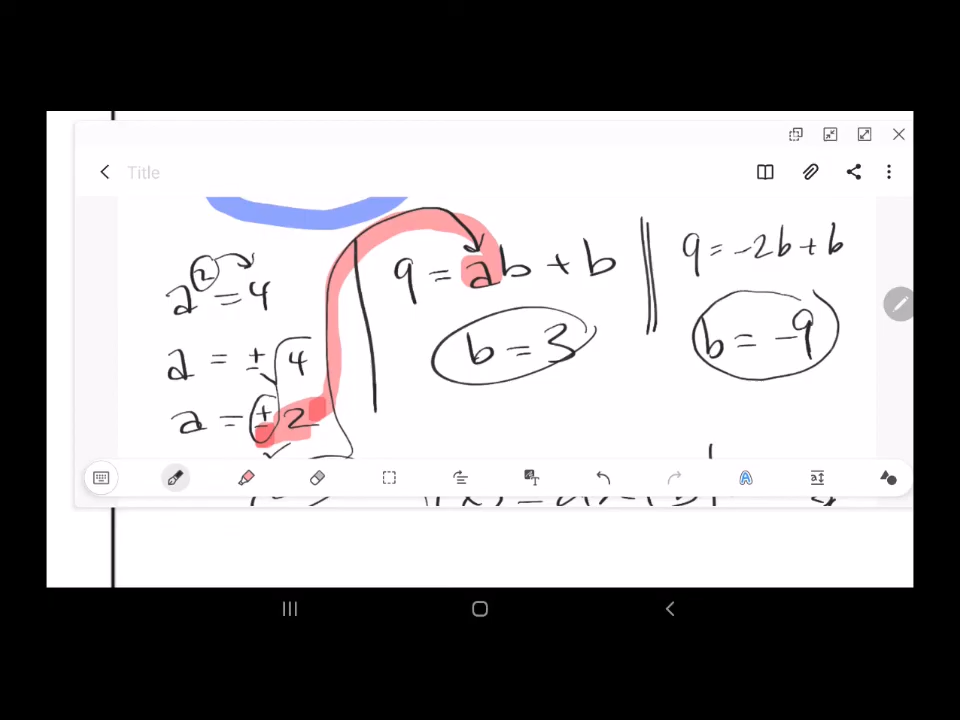 Title
a² = 4
a = ±√4
a = ±2
9 = ab + b
b = 3
9 = -2b + b
b = -9